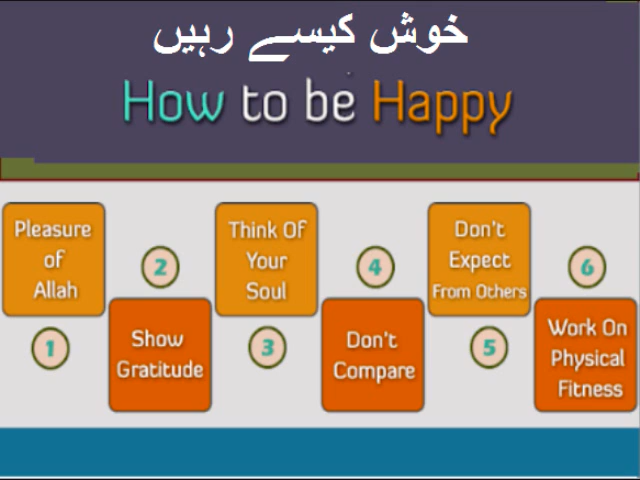 خوش کیسے رہیں
How to be Happy
Pleasure
of
Allah
1
2
Show
Gratitude
Think Of
Your
Soul
3
4
Don't
Compare
Don't
Expect
From Others
5
6
Work On
Physical
Fitness